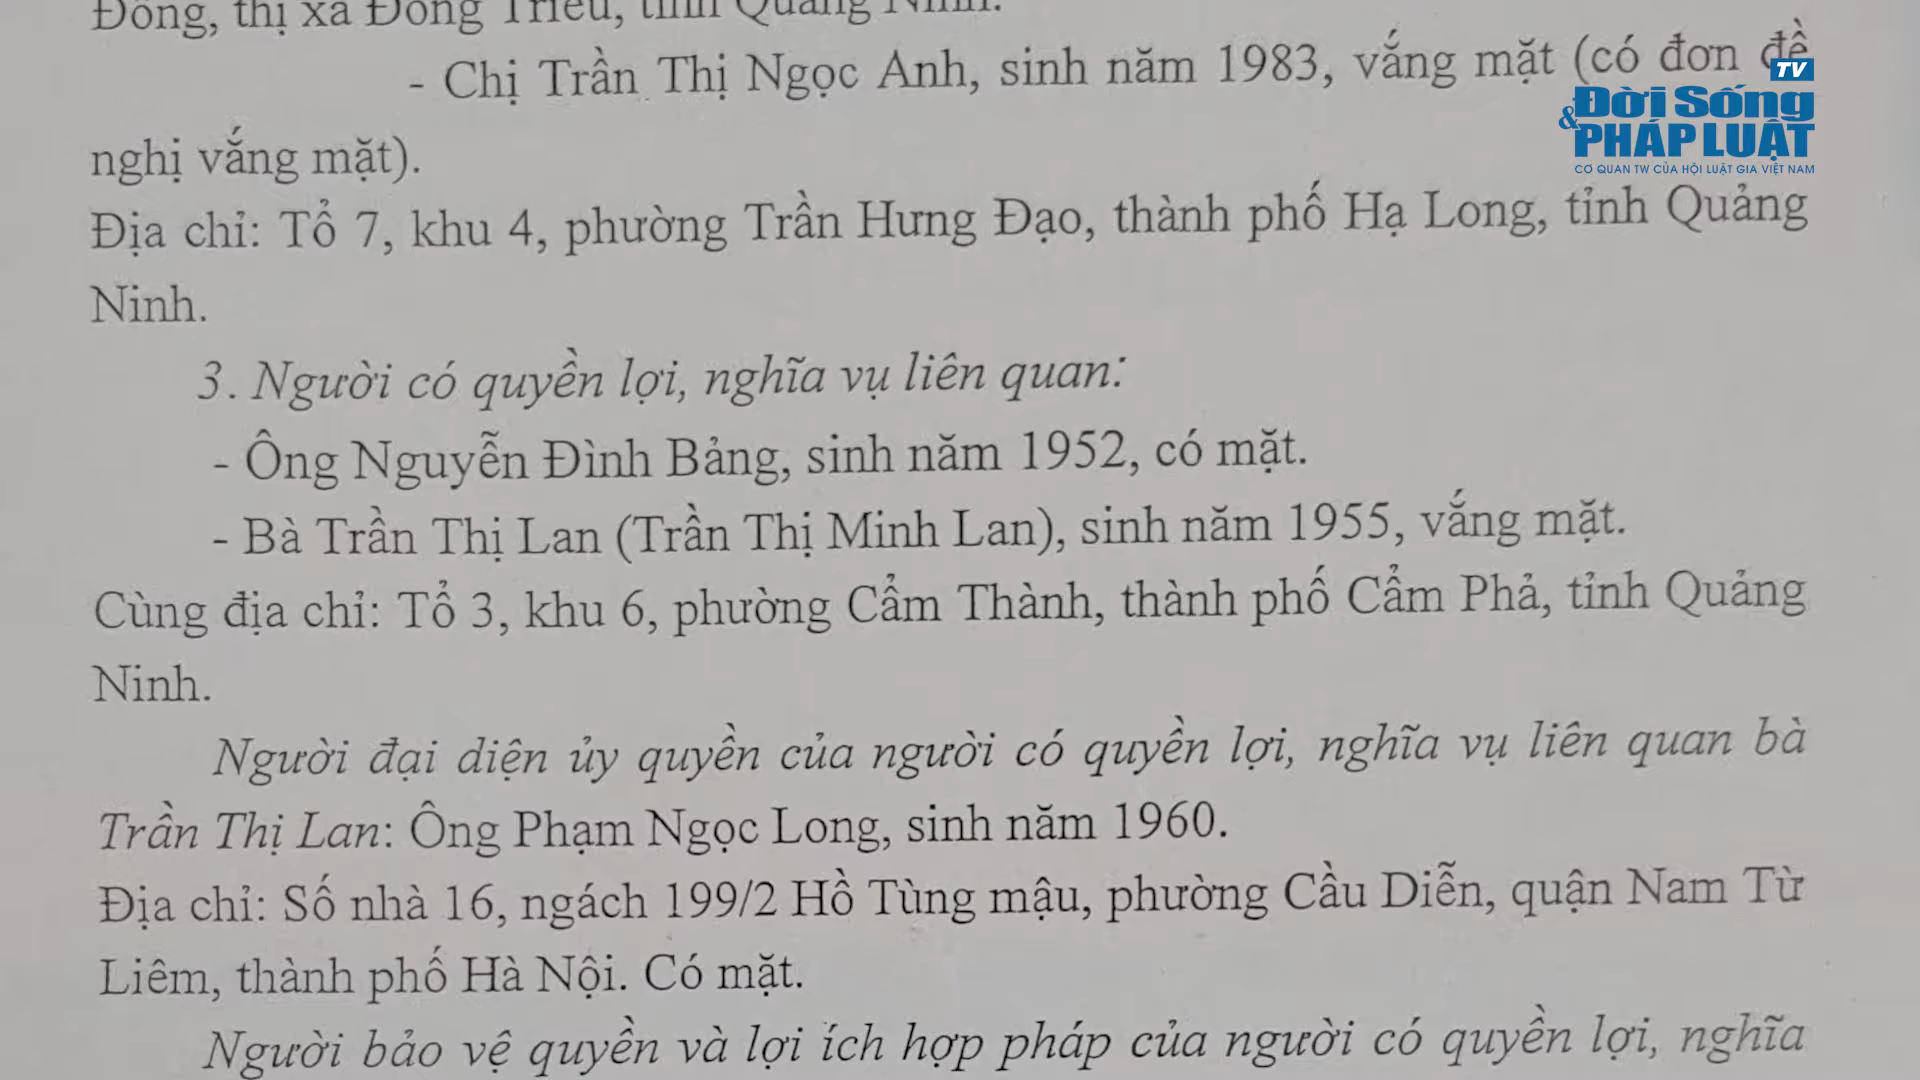 Đông, thị xã Đông Triều, tỉnh Quảng Ninh.
- Chị Trần Thị Ngọc Anh, sinh năm 1983, vắng mặt (có đơn đề
TV
Đời Sống
& PHÁP LUẬT
CƠ QUAN TW CỦA HỘI LUẬT GIA VIỆT NAM
nghị vắng mặt).
Địa chỉ: Tổ 7, khu 4, phường Trần Hưng Đạo, thành phố Hạ Long, tỉnh Quảng
Ninh.
3. Người có quyền lợi, nghĩa vụ liên quan:
- Ông Nguyễn Đình Bảng, sinh năm 1952, có mặt.
- Bà Trần Thị Lan (Trần Thị Minh Lan), sinh năm 1955, vắng mặt.
Cùng địa chỉ: Tổ 3, khu 6, phường Cẩm Thành, thành phố Cẩm Phả, tỉnh Quảng
Ninh.
Người đại diện ủy quyền của người có quyền lợi, nghĩa vụ liên quan bà
Trần Thị Lan: Ông Phạm Ngọc Long, sinh năm 1960.
Địa chỉ: Số nhà 16, ngách 199/2 Hồ Tùng mậu, phường Cầu Diễn, quận Nam Từ
Liêm, thành phố Hà Nội. Có mặt.
Người bảo vệ quyền và lợi ích hợp pháp của người có quyền lợi, nghĩa